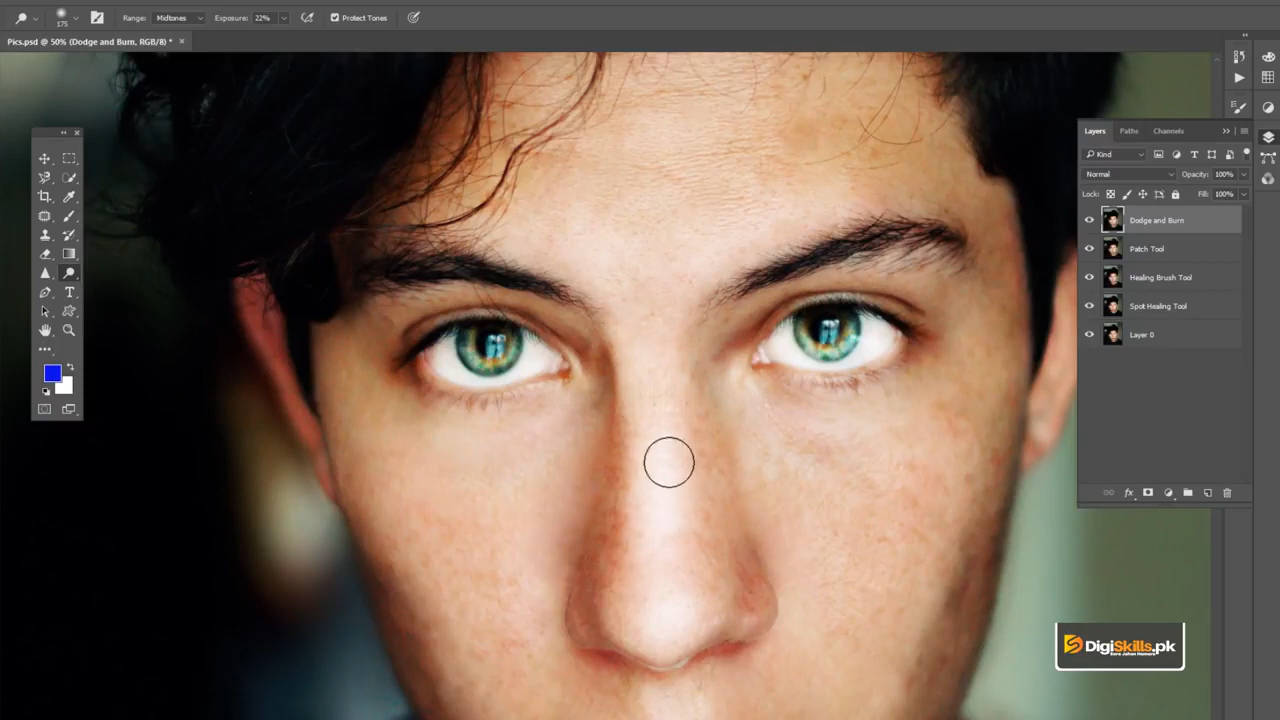 175
Range: Midtones Exposure: 22% Protect Tones
Pics.psd @ 50% (Dodge and Burn, RGB/8) * ×
Layers Paths Channels
Kind
Normal Opacity: 100%
Lock: Fill: 100%
Dodge and Burn
Patch Tool
Healing Brush Tool
Spot Healing Tool
Layer 0
fx
DigiSkills.pk